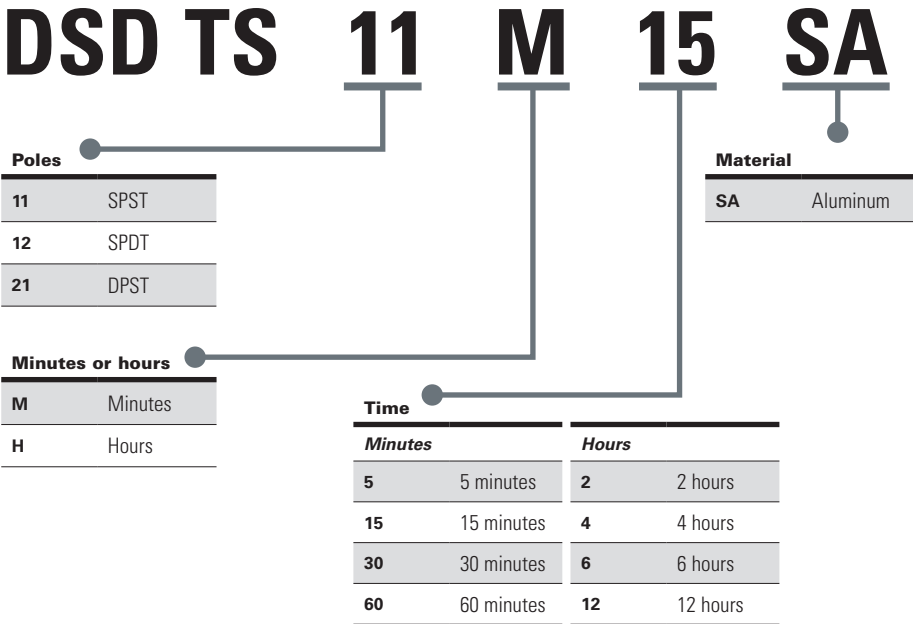 DSD TS 11 M 15 SA
Poles
11 SPST
12 SPDT
21 DPST
Material
SA Aluminum
Minutes or hours
M Minutes
H Hours
Time
Minutes Hours
5 5 minutes 2 2 hours
15 15 minutes 4 4 hours
30 30 minutes 6 6 hours
60 60 minutes 12 12 hours